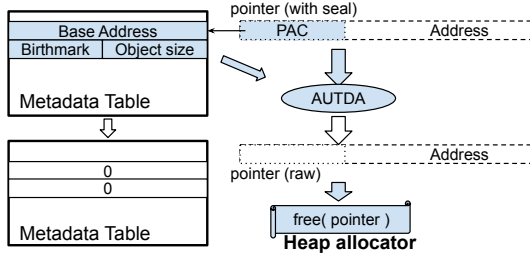 pointer (with seal)
Base Address
PAC
Address
Birthmark
Object size
Metadata Table
AUTDA
0
0
Address
pointer (raw)
Metadata Table
free( pointer )
Heap allocator